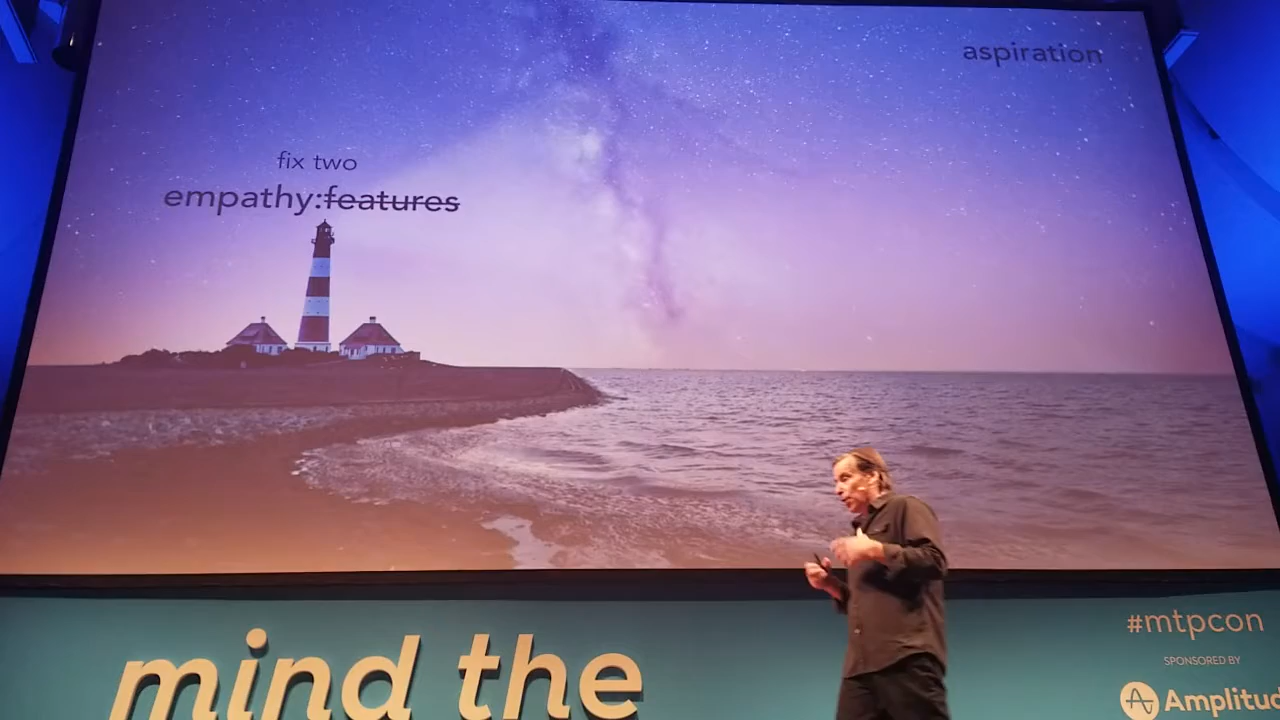 aspiration
fix two
empathy:features
mind the
#mtpcon
SPONSORED BY
Amplitud